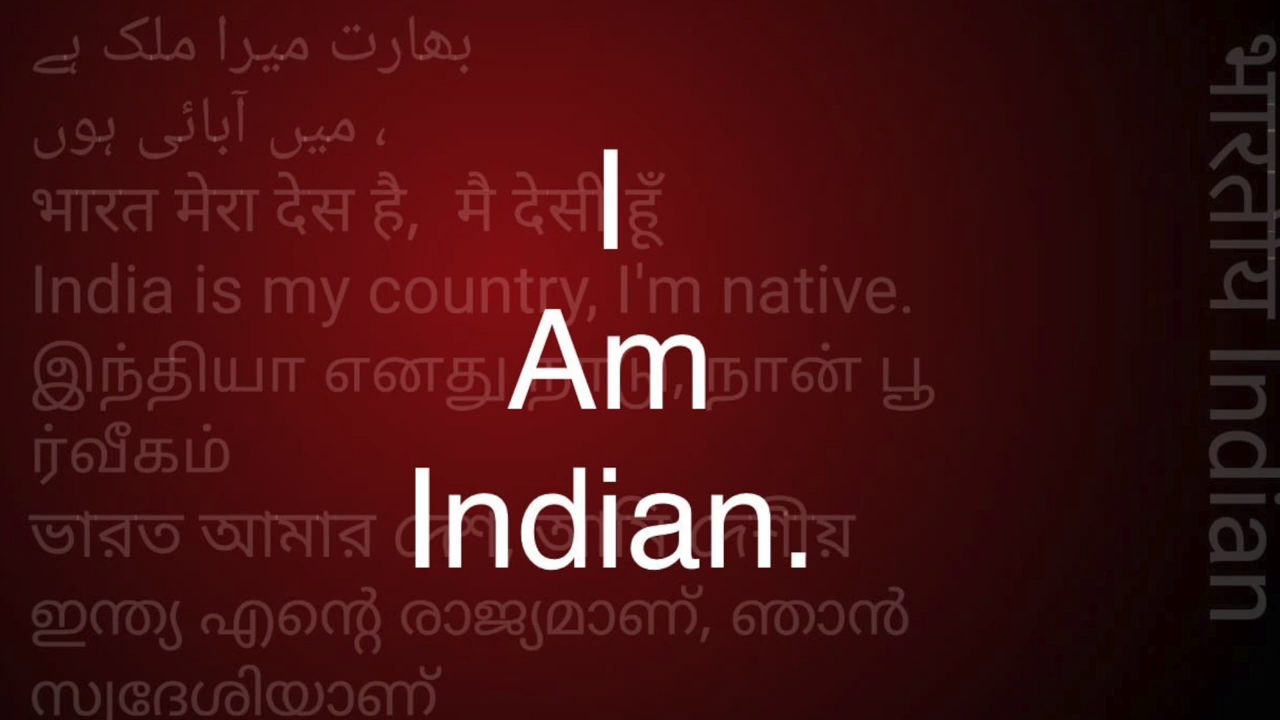 بھارت میرا ملک ہے
، میں آبائی ہوں
भारत मेरा देस है, मै देसी हूँ
India is my country, I'm native.
இந்தியா எனது நாடு, நான் பூ
ர்வீகம்
ভারত আমার দেশ, আমি দেশীয়
ഇന്ത്യ എന്റെ രാജ്യമാണ്, ഞാൻ
സ്വദേശിയാണ്
I
Am
Indian.
भारतीय Indian